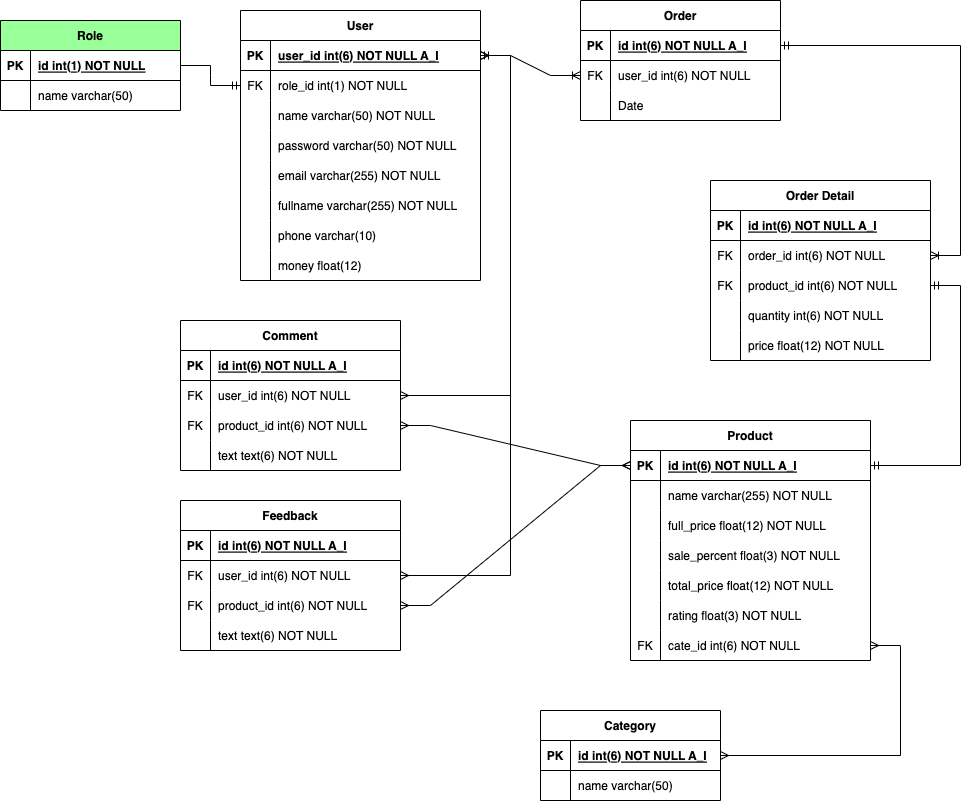 Role
PK id int(1) NOT NULL
name varchar(50)
User
PK user_id int(6) NOT NULL A_I
FK role_id int(1) NOT NULL
name varchar(50) NOT NULL
password varchar(50) NOT NULL
email varchar(255) NOT NULL
fullname varchar(255) NOT NULL
phone varchar(10)
money float(12)
Order
PK id int(6) NOT NULL A_I
FK user_id int(6) NOT NULL
Date
Order Detail
PK id int(6) NOT NULL A_I
FK order_id int(6) NOT NULL
FK product_id int(6) NOT NULL
quantity int(6) NOT NULL
price float(12) NOT NULL
Comment
PK id int(6) NOT NULL A_I
FK user_id int(6) NOT NULL
FK product_id int(6) NOT NULL
text text(6) NOT NULL
Product
PK id int(6) NOT NULL A_I
name varchar(255) NOT NULL
full_price float(12) NOT NULL
sale_percent float(3) NOT NULL
total_price float(12) NOT NULL
rating float(3) NOT NULL
FK cate_id int(6) NOT NULL
Feedback
PK id int(6) NOT NULL A_I
FK user_id int(6) NOT NULL
FK product_id int(6) NOT NULL
text text(6) NOT NULL
Category
PK id int(6) NOT NULL A_I
name varchar(50)